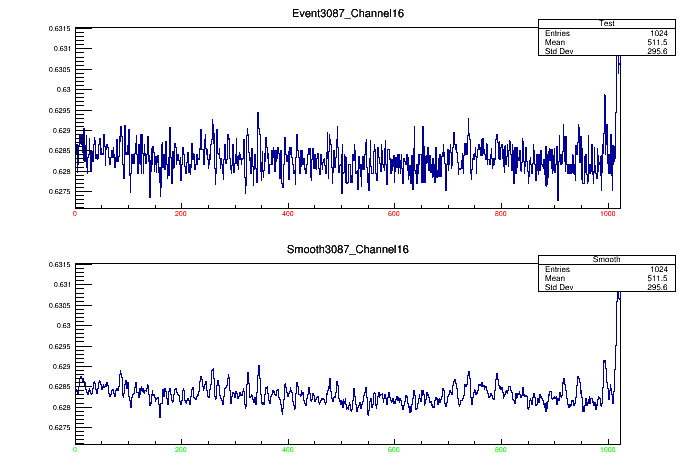 Event3087_Channel16
Test
Entries 1024
Mean 511.5
Std Dev 295.6
0.6315
0.631
0.6305
0.63
0.6295
0.629
0.6285
0.628
0.6275
0 200 400 600 800 1000
Smooth3087_Channel16
Smooth
Entries 1024
Mean 511.5
Std Dev 295.6
0.6315
0.631
0.6305
0.63
0.6295
0.629
0.6285
0.628
0.6275
0 200 400 600 800 1000